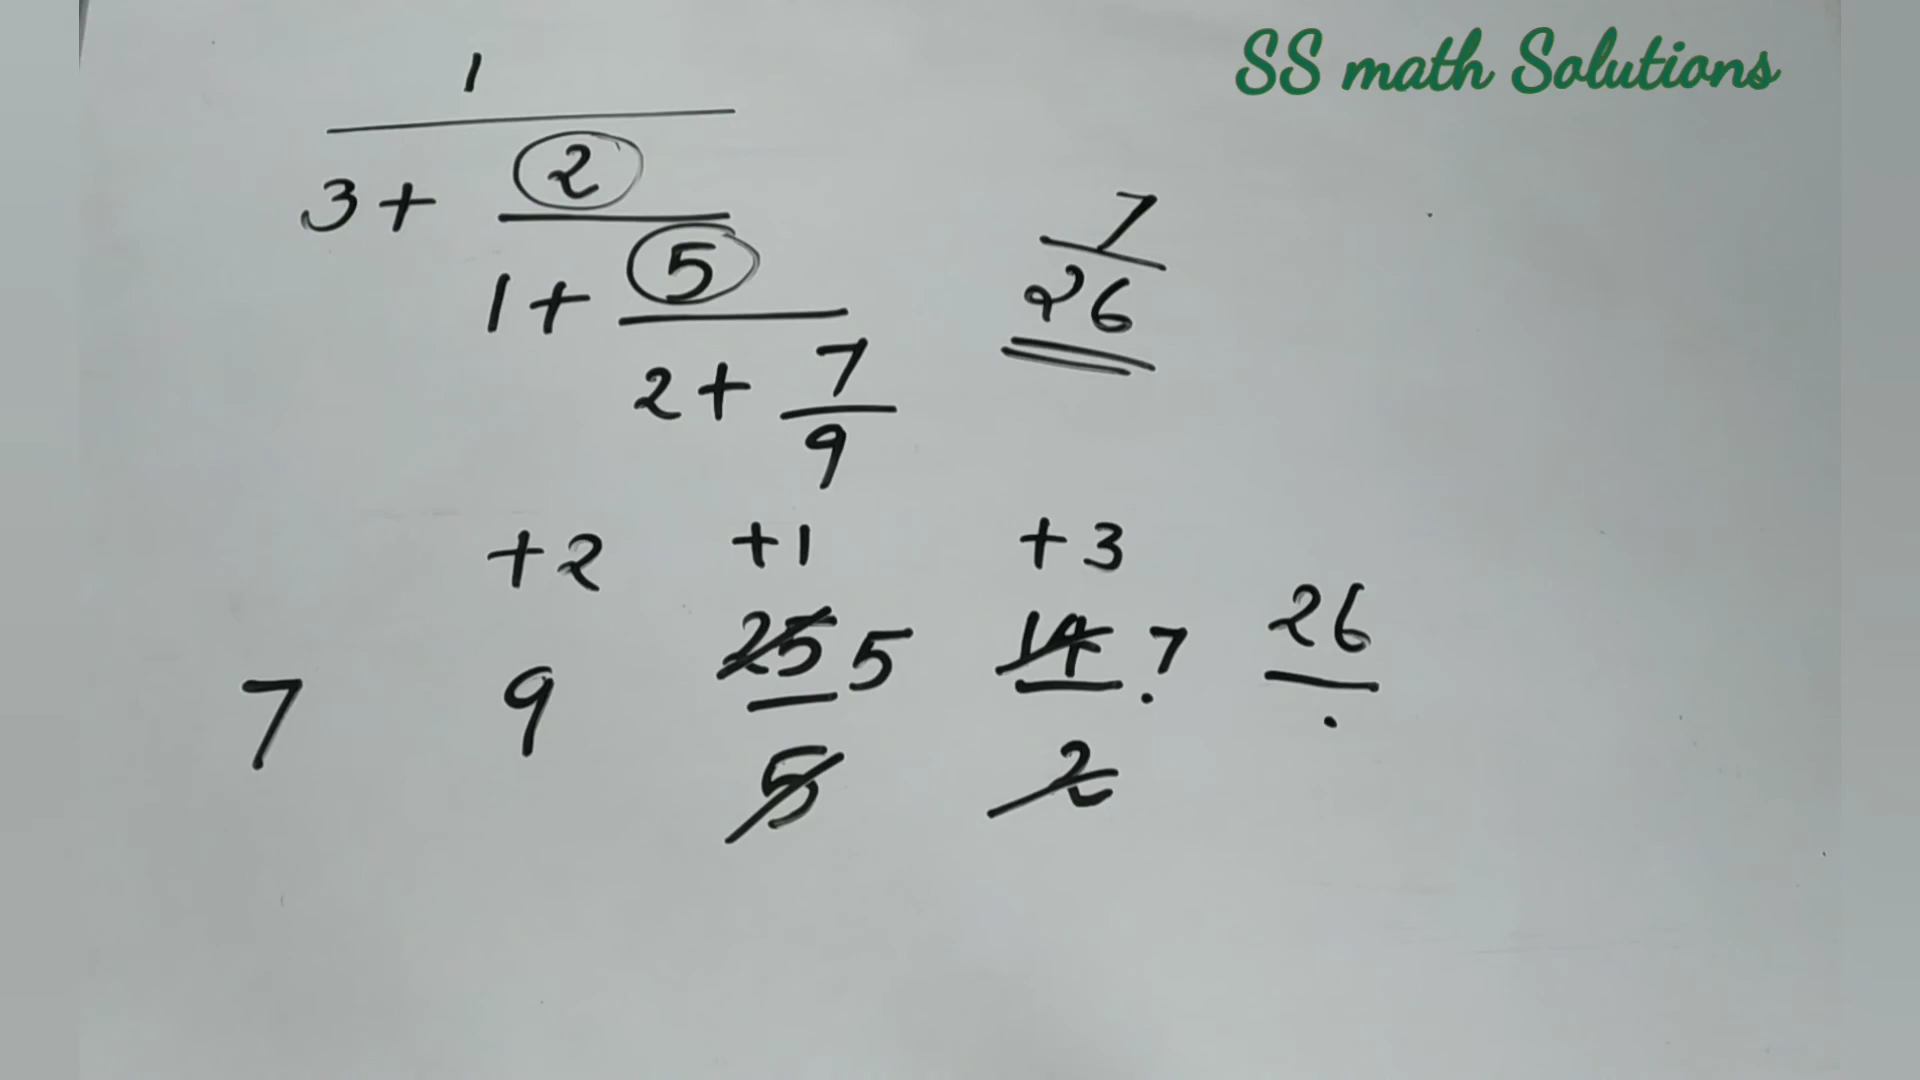 SS math Solutions
1
3 + 2
1 + 5
2 + 7
9
7
26
+2 +1 +3
25 5 14 7 26
7 9
5 2